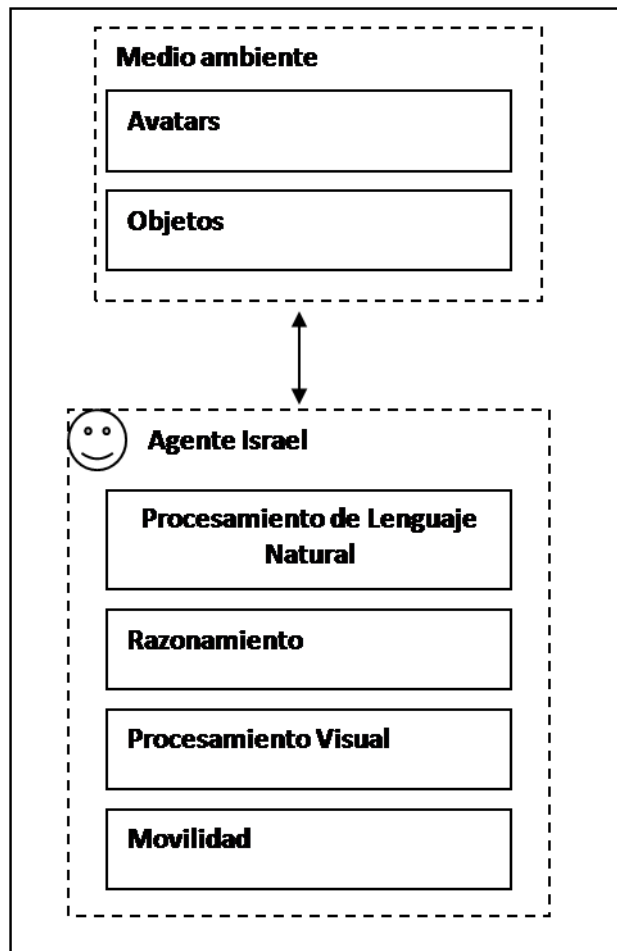 Medio ambiente
Avatars
Objetos
Agente Israel
Procesamiento de Lenguaje
Natural
Razonamiento
Procesamiento Visual
Movilidad